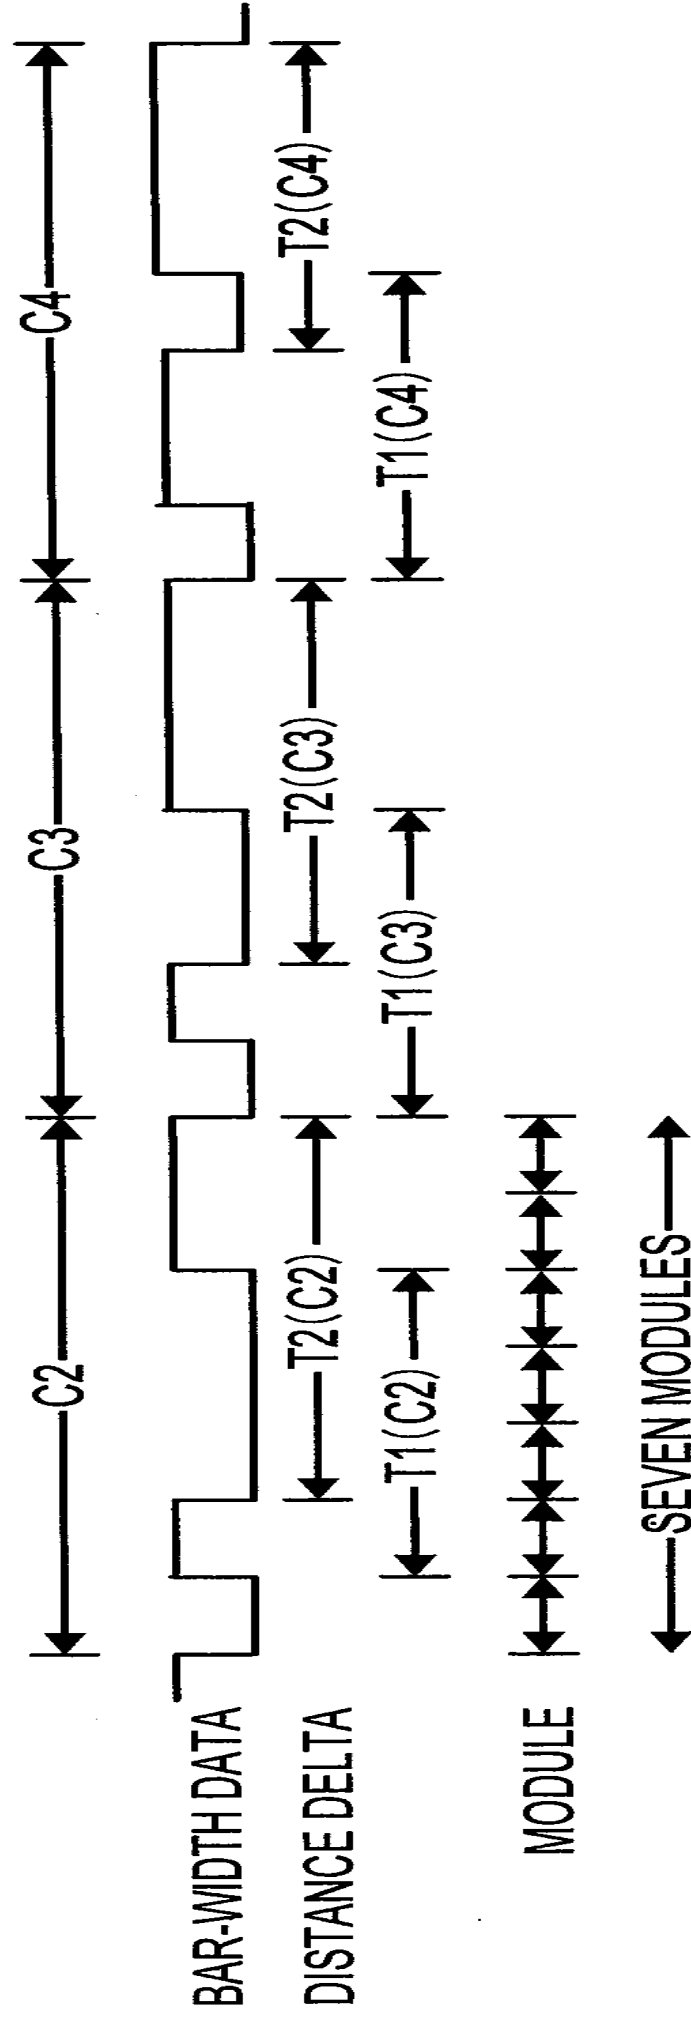 C2
C3
C4
BAR-WIDTH DATA
DISTANCE DELTA
T2(C2)
T2(C3)
T2(C4)
T1(C2)
T1(C3)
T1(C4)
MODULE
SEVEN MODULES